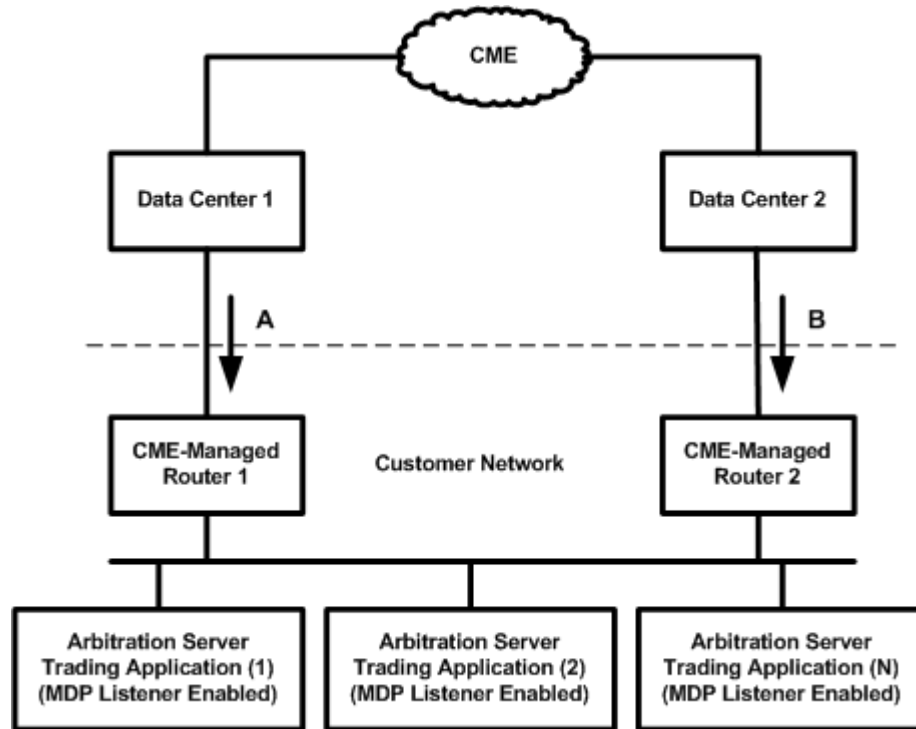 CME
Data Center 1
Data Center 2
A
B
CME-Managed
Router 1
Customer Network
CME-Managed
Router 2
Arbitration Server
Trading Application (1)
(MDP Listener Enabled)
Arbitration Server
Trading Application (2)
(MDP Listener Enabled)
Arbitration Server
Trading Application (N)
(MDP Listener Enabled)